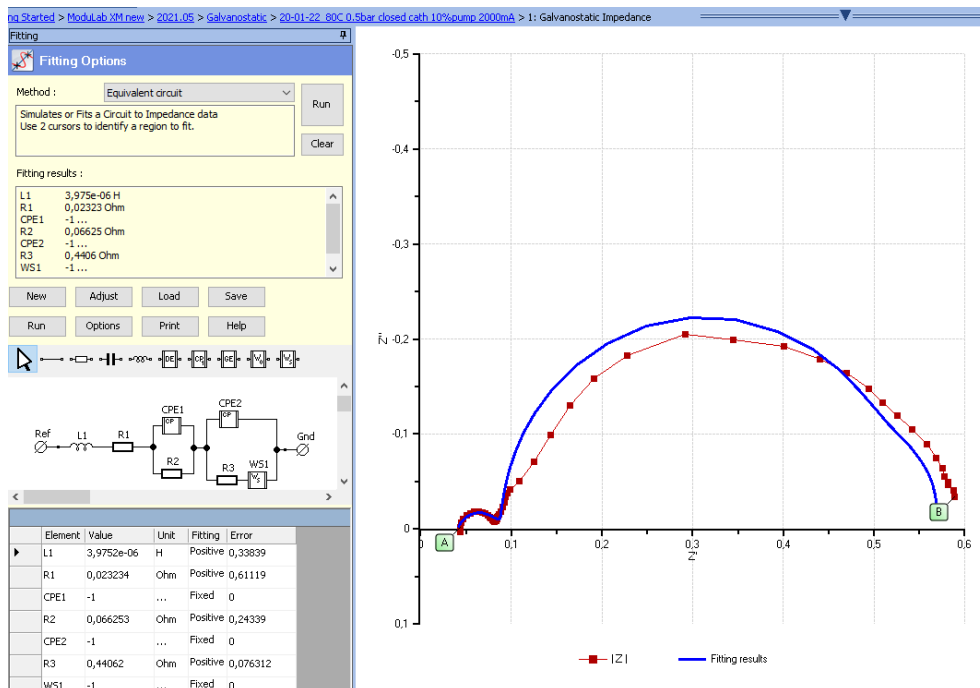 ng Started > ModuLab XM new > 2021.05 > Galvanostatic > 20-01-22_80C 0.5bar closed cath 10%pump 2000mA > 1: Galvanostatic Impedance
Fitting
Fitting Options
Method :
Equivalent circuit
Run
Simulates or Fits a Circuit to Impedance data
Use 2 cursors to identify a region to fit.
Clear
Fitting results :
L1 3,975e-06 H
R1 0,02323 Ohm
CPE1 -1 ...
R2 0,06625 Ohm
CPE2 -1 ...
R3 0,4406 Ohm
WS1 -1 ...
New Adjust Load Save
Run Options Print Help
DE CP GE Wo Ws
CPE1
CP
CPE2
CP
Ref
L1
R1
R2
R3
WS1
Ws
Gnd
Element Value Unit Fitting Error
L1 3,9752e-06 H Positive 0,33839
R1 0,023234 Ohm Positive 0,61119
CPE1 -1 ... Fixed 0
R2 0,066253 Ohm Positive 0,24339
CPE2 -1 ... Fixed 0
R3 0,44062 Ohm Positive 0,076312
WS1 -1 ... Fixed 0
-0,5
-0,4
-0,3
-0,2
-0,1
0
0,1
Z''
0 0,1 0,2 0,3 0,4 0,5 0,6
Z'
A
B
|Z|
Fitting results